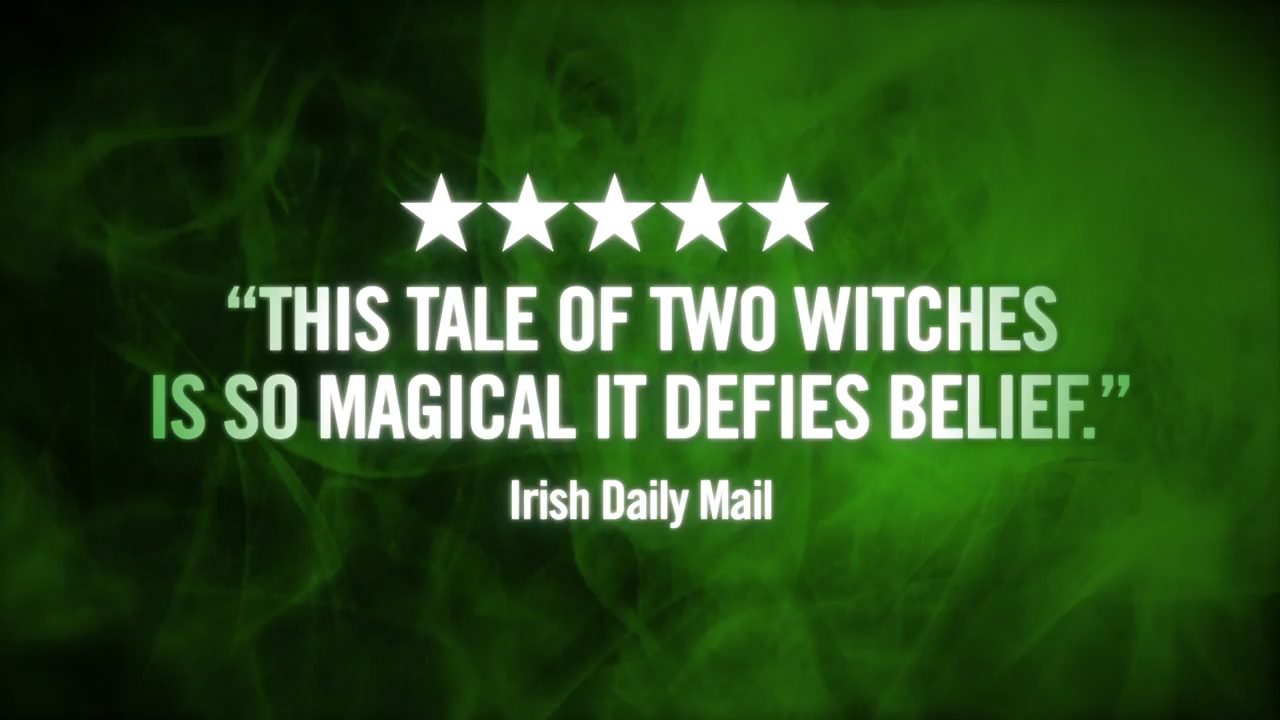 “THIS TALE OF TWO WITCHES
IS SO MAGICAL IT DEFIES BELIEF.”
Irish Daily Mail